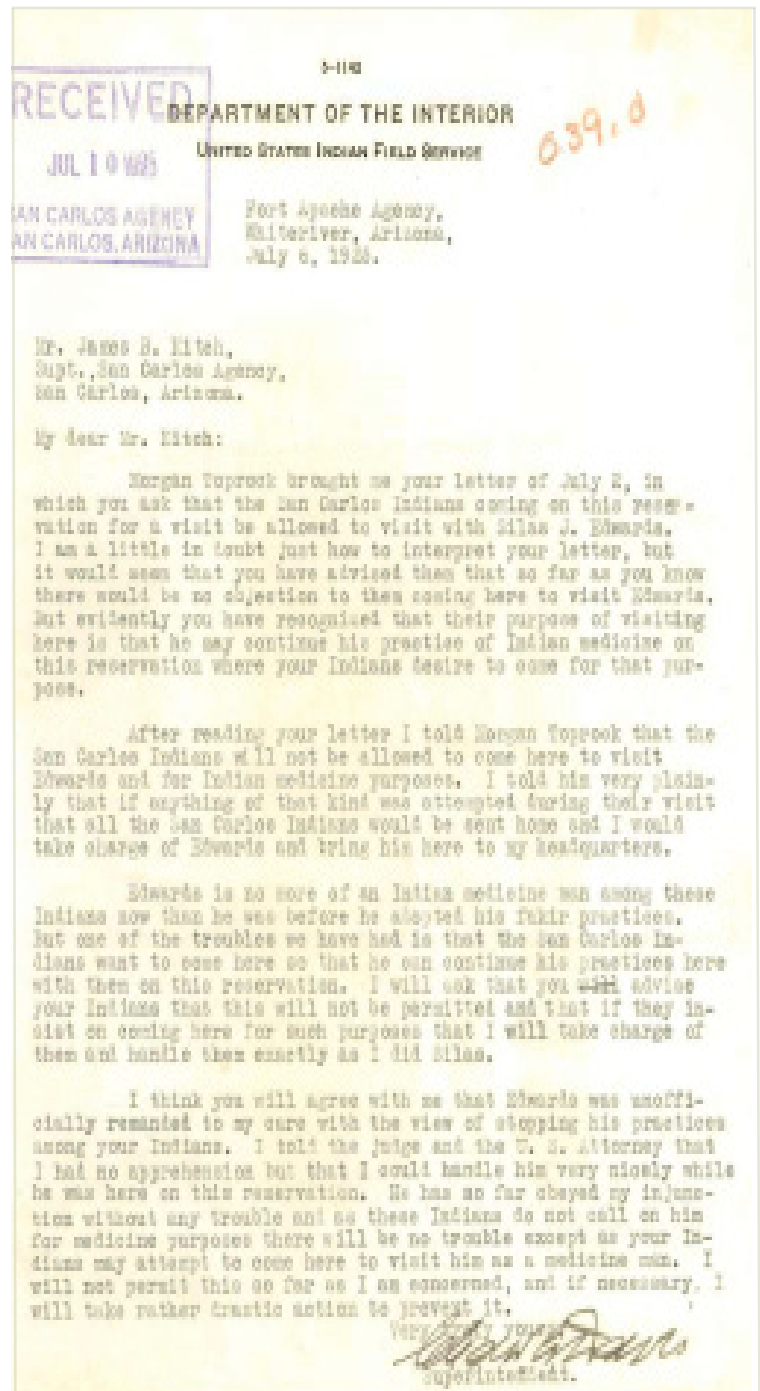 5-1142
RECEIVED
DEPARTMENT OF THE INTERIOR
UNITED STATES INDIAN FIELD SERVICE
039.0
JUL 10
SAN CARLOS AGENCY
SAN CARLOS, ARIZONA
Fort Apache Agency,
Whiteriver, Arizona,
July 6,
Mr. James B. Kitch,
Supt., San Carlos Agency,
San Carlos, Arizona.
My dear Mr. Kitch:
Morgan Toprock brought me your letter of July 2, in
which you ask that the San Carlos Indians coming on this reser-
vation for a visit be allowed to visit with Silas J. Edwards.
I am a little in doubt just how to interpret your letter, but
it would seem that you have advised them that so far as you know
there would be no objection to them coming here to visit Edwards.
But evidently you have recognized that their purpose of visiting
here is that he may continue his practice of Indian medicine on
this reservation where your Indians desire to come for that pur-
pose.
After reading your letter I told Morgan Toprock that the
San Carlos Indians will not be allowed to come here to visit
Edwards and for Indian medicine purposes. I told him very plain-
ly that if anything of that kind was attempted during their visit
that all the San Carlos Indians would be sent home and I would
take charge of Edwards and bring him here to my headquarters.
Edwards is no more of an Indian medicine man among these
Indians now than he was before he adopted his fakir practices.
But one of the troubles we have had is that the San Carlos In-
dians want to come here so that he can continue his practices here
with them on this reservation. I will ask that you will advise
your Indians that this will not be permitted and that if they in-
sist on coming here for such purposes that I will take charge of
them and handle them exactly as I did Silas.
I think you will agree with me that Edwards was unoffi-
cially remanded to my care with the view of stopping his practices
among your Indians. I told the judge and the U. S. Attorney that
I had no apprehension but that I could handle him very nicely while
he was here on this reservation. He has so far obeyed my injunc-
tion without any trouble and as these Indians do not call on him
for medicine purposes there will be no trouble except as your In-
dians may attempt to come here to visit him as a medicine man. I
will not permit this so far as I am concerned, and if necessary, I
will take rather drastic action to prevent it.
Very truly yours,
Superintendent.